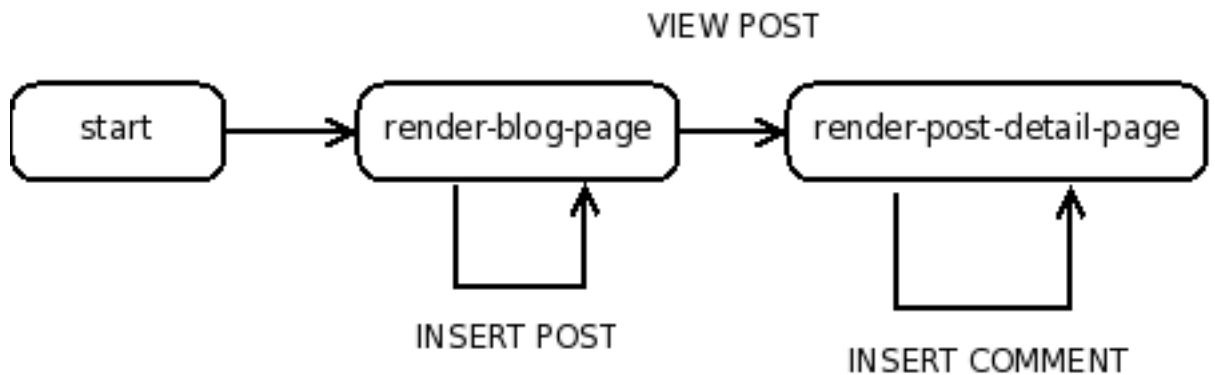 VIEW POST
start
render-blog-page
render-post-detail-page
INSERT POST
INSERT COMMENT